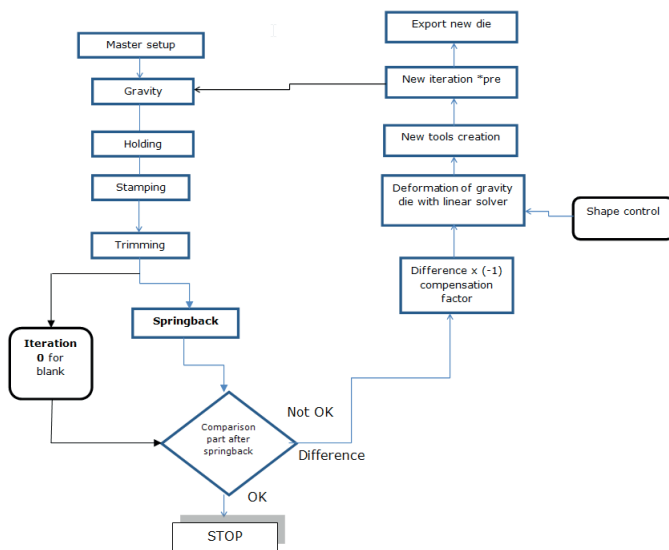 Master setup
Gravity
Holding
Stamping
Trimming
Iteration
0 for
blank
Springback
Comparison
part after
springback
OK
STOP
Not OK
Difference
Difference x (-1)
compensation
factor
Deformation of gravity
die with linear solver
Shape control
New tools creation
New iteration *pre
Export new die